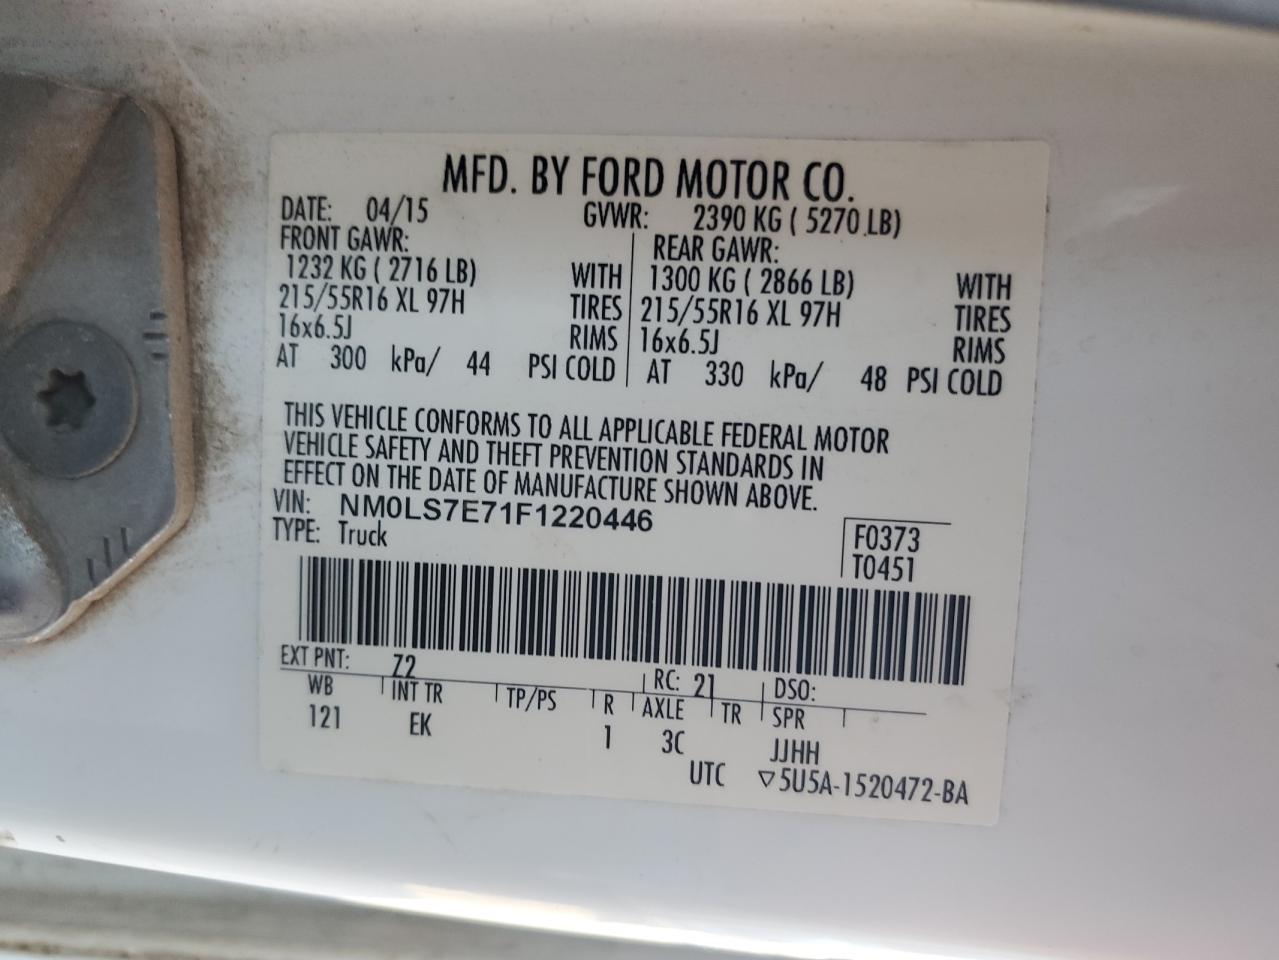 MFD. BY FORD MOTOR CO.
DATE: 04/15 GVWR: 2390 KG ( 5270 LB)
FRONT GAWR: REAR GAWR:
1232 KG ( 2716 LB) WITH 1300 KG ( 2866 LB) WITH
215/55R16 XL 97H TIRES 215/55R16 XL 97H TIRES
16x6.5J RIMS 16x6.5J RIMS
AT 300 kPa/ 44 PSI COLD AT 330 kPa/ 48 PSI COLD
THIS VEHICLE CONFORMS TO ALL APPLICABLE FEDERAL MOTOR
VEHICLE SAFETY AND THEFT PREVENTION STANDARDS IN
EFFECT ON THE DATE OF MANUFACTURE SHOWN ABOVE.
VIN: NM0LS7E71F1220446
TYPE: Truck
F0373
T0451
EXT PNT: Z2 RC: 21 DSO:
WB INT TR TP/PS R AXLE TR SPR
121 EK 1 3C JJHH
UTC ▽5U5A-1520472-BA